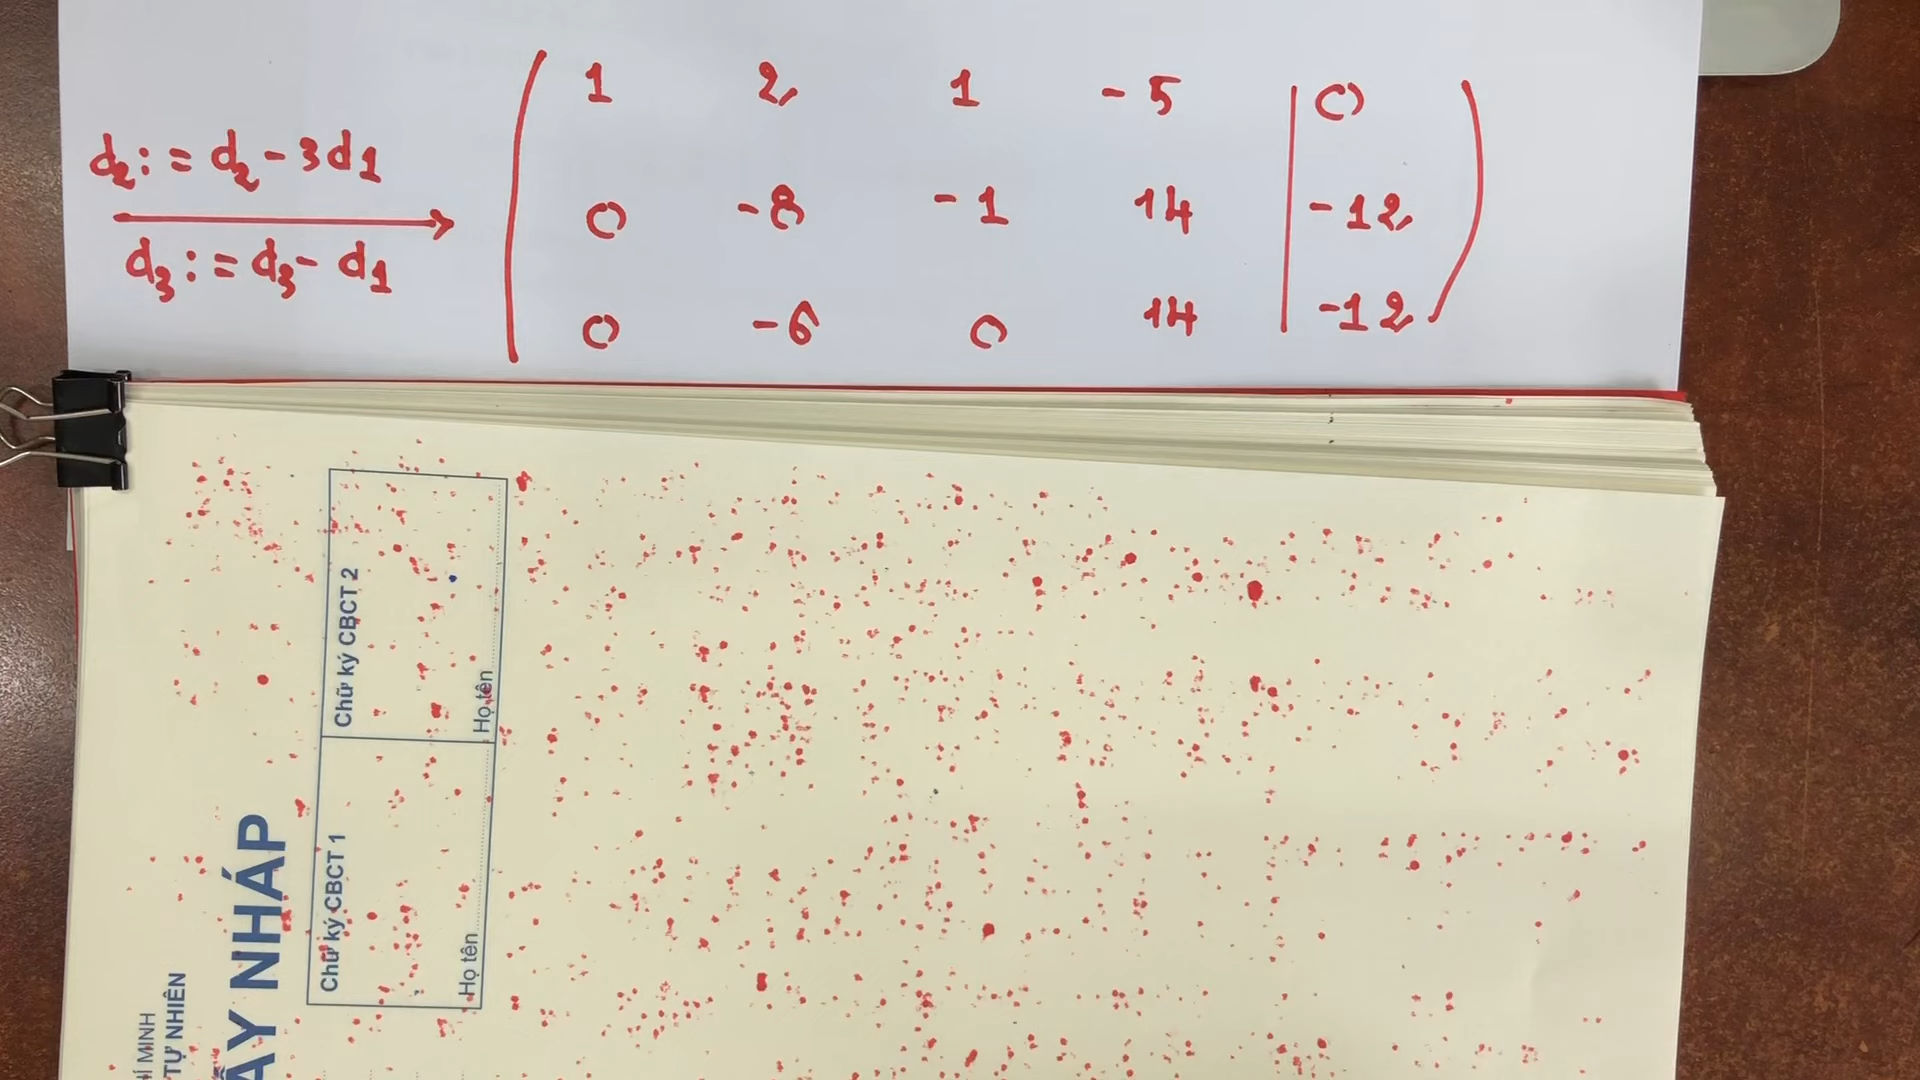 1 2 1 -5 | 0
d2 := d2 - 3d1
0 -8 -1 14 | -12
d3 := d3 - d1
0 -6 0 14 | -12
Chữ ký CBCT 2
Họ tên
Chữ ký CBCT 1
Họ tên
ẤY NHÁP
TỰ NHIÊN
MINH